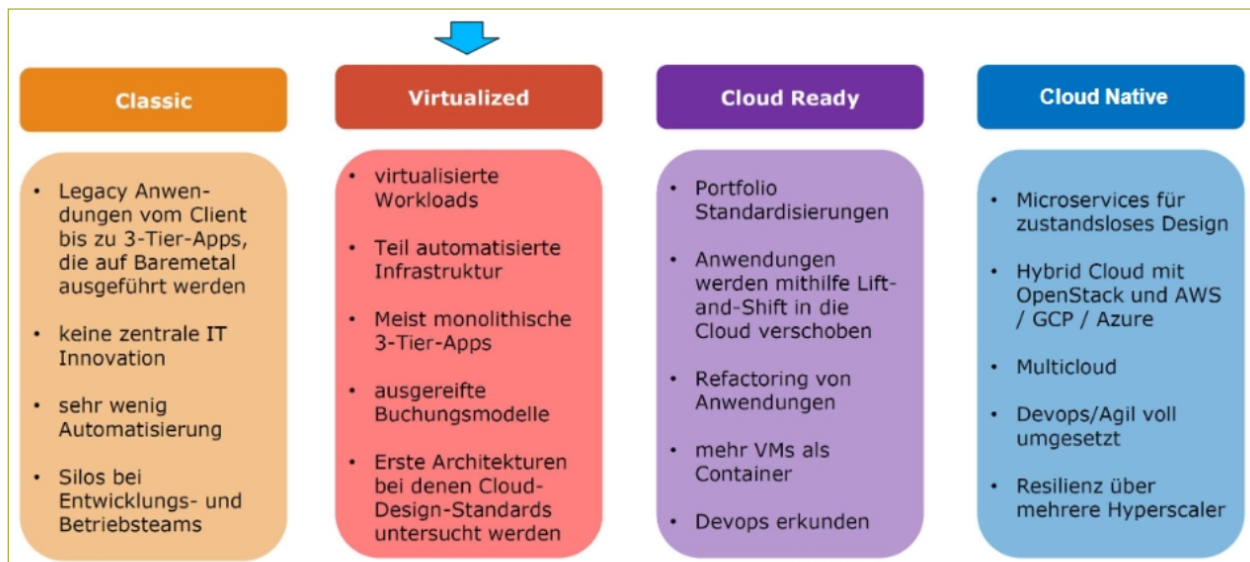 Classic
Legacy Anwen-
dungen vom Client
bis zu 3-Tier-Apps,
die auf Baremetal
ausgeführt werden
keine zentrale IT
Innovation
sehr wenig
Automatisierung
Silos bei
Entwicklungs- und
Betriebsteams
Virtualized
virtualisierte
Workloads
Teil automatisierte
Infrastruktur
Meist monolithische
3-Tier-Apps
ausgereifte
Buchungsmodelle
Erste Architekturen
bei denen Cloud-
Design-Standards
untersucht werden
Cloud Ready
Portfolio
Standardisierungen
Anwendungen
werden mithilfe Lift-
and-Shift in die
Cloud verschoben
Refactoring von
Anwendungen
mehr VMs als
Container
Devops erkunden
Cloud Native
Microservices für
zustandsloses Design
Hybrid Cloud mit
OpenStack und AWS
/ GCP / Azure
Multicloud
Devops/Agil voll
umgesetzt
Resilienz über
mehrere Hyperscaler